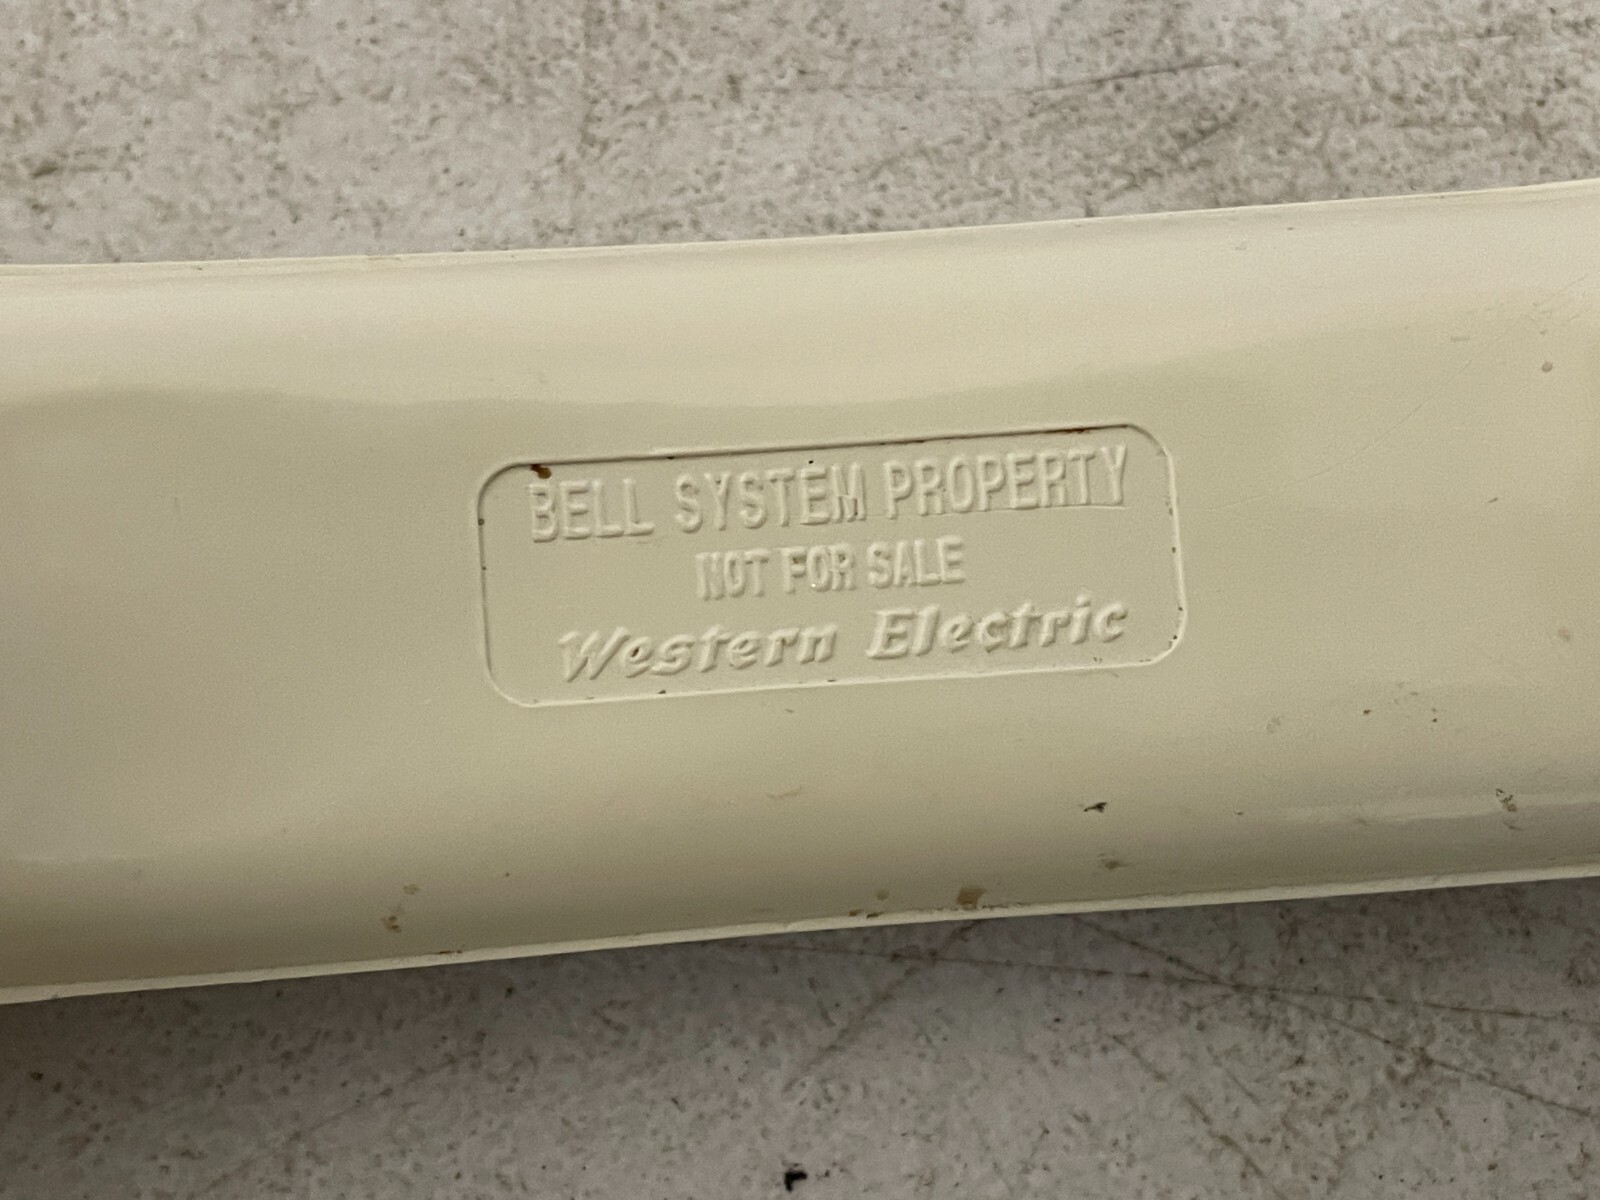 BELL SYSTEM PROPERTY
NOT FOR SALE
Western Electric